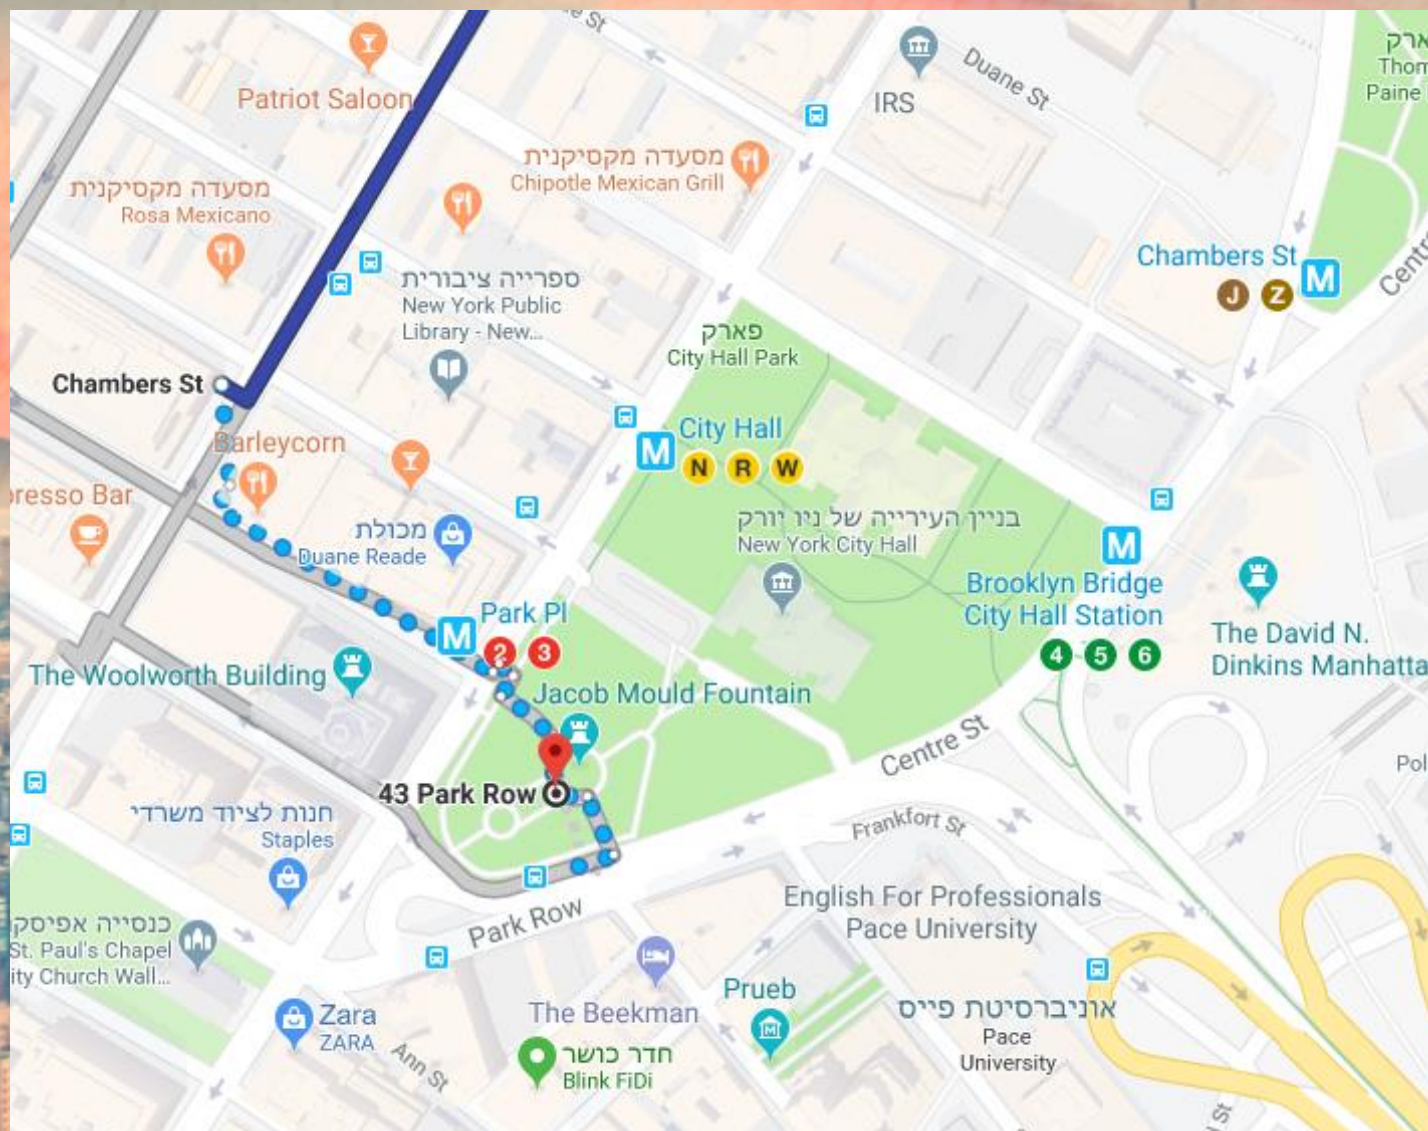 Patriot Saloon
IRS
Duane St
Thom
Paine
מסעדה מקסיקנית
Chipotle Mexican Grill
מסעדה מקסיקנית
Rosa Mexicano
Chambers St
J Z
ספרייה ציבורית
New York Public
Library - New...
פארק
City Hall Park
Chambers St
City Hall
N R W
Barleycorn
presso Bar
מכולת
Duane Reade
בניין העירייה של ניו יורק
New York City Hall
Brooklyn Bridge
City Hall Station
4 5 6
The David N.
Dinkins Manhatta
Park Pl
2 3
The Woolworth Building
Jacob Mould Fountain
Centre St
43 Park Row
Pol
חנות לציוד משרדי
Staples
Frankfort St
English For Professionals
Pace University
Park Row
כנסייה אפיסק
St. Paul's Chapel
ity Church Wall...
Prueb
The Beekman
Zara
ZARA
Ann St
חדר כושר
Blink FiDi
אוניברסיטת פייס
Pace
University